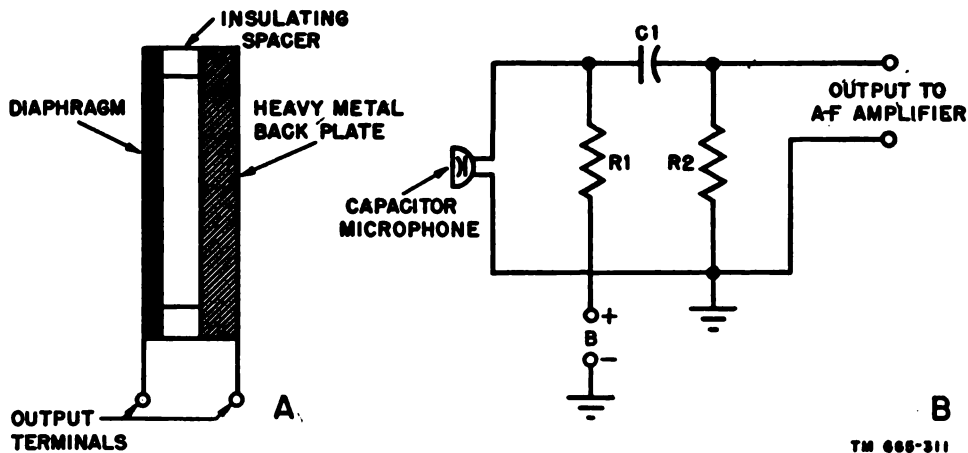 INSULATING
SPACER
DIAPHRAGM
HEAVY METAL
BACK PLATE
OUTPUT
TERMINALS
A
C1
R1
R2
CAPACITOR
MICROPHONE
OUTPUT TO
A-F AMPLIFIER
+
B
-
B
TM 665-311